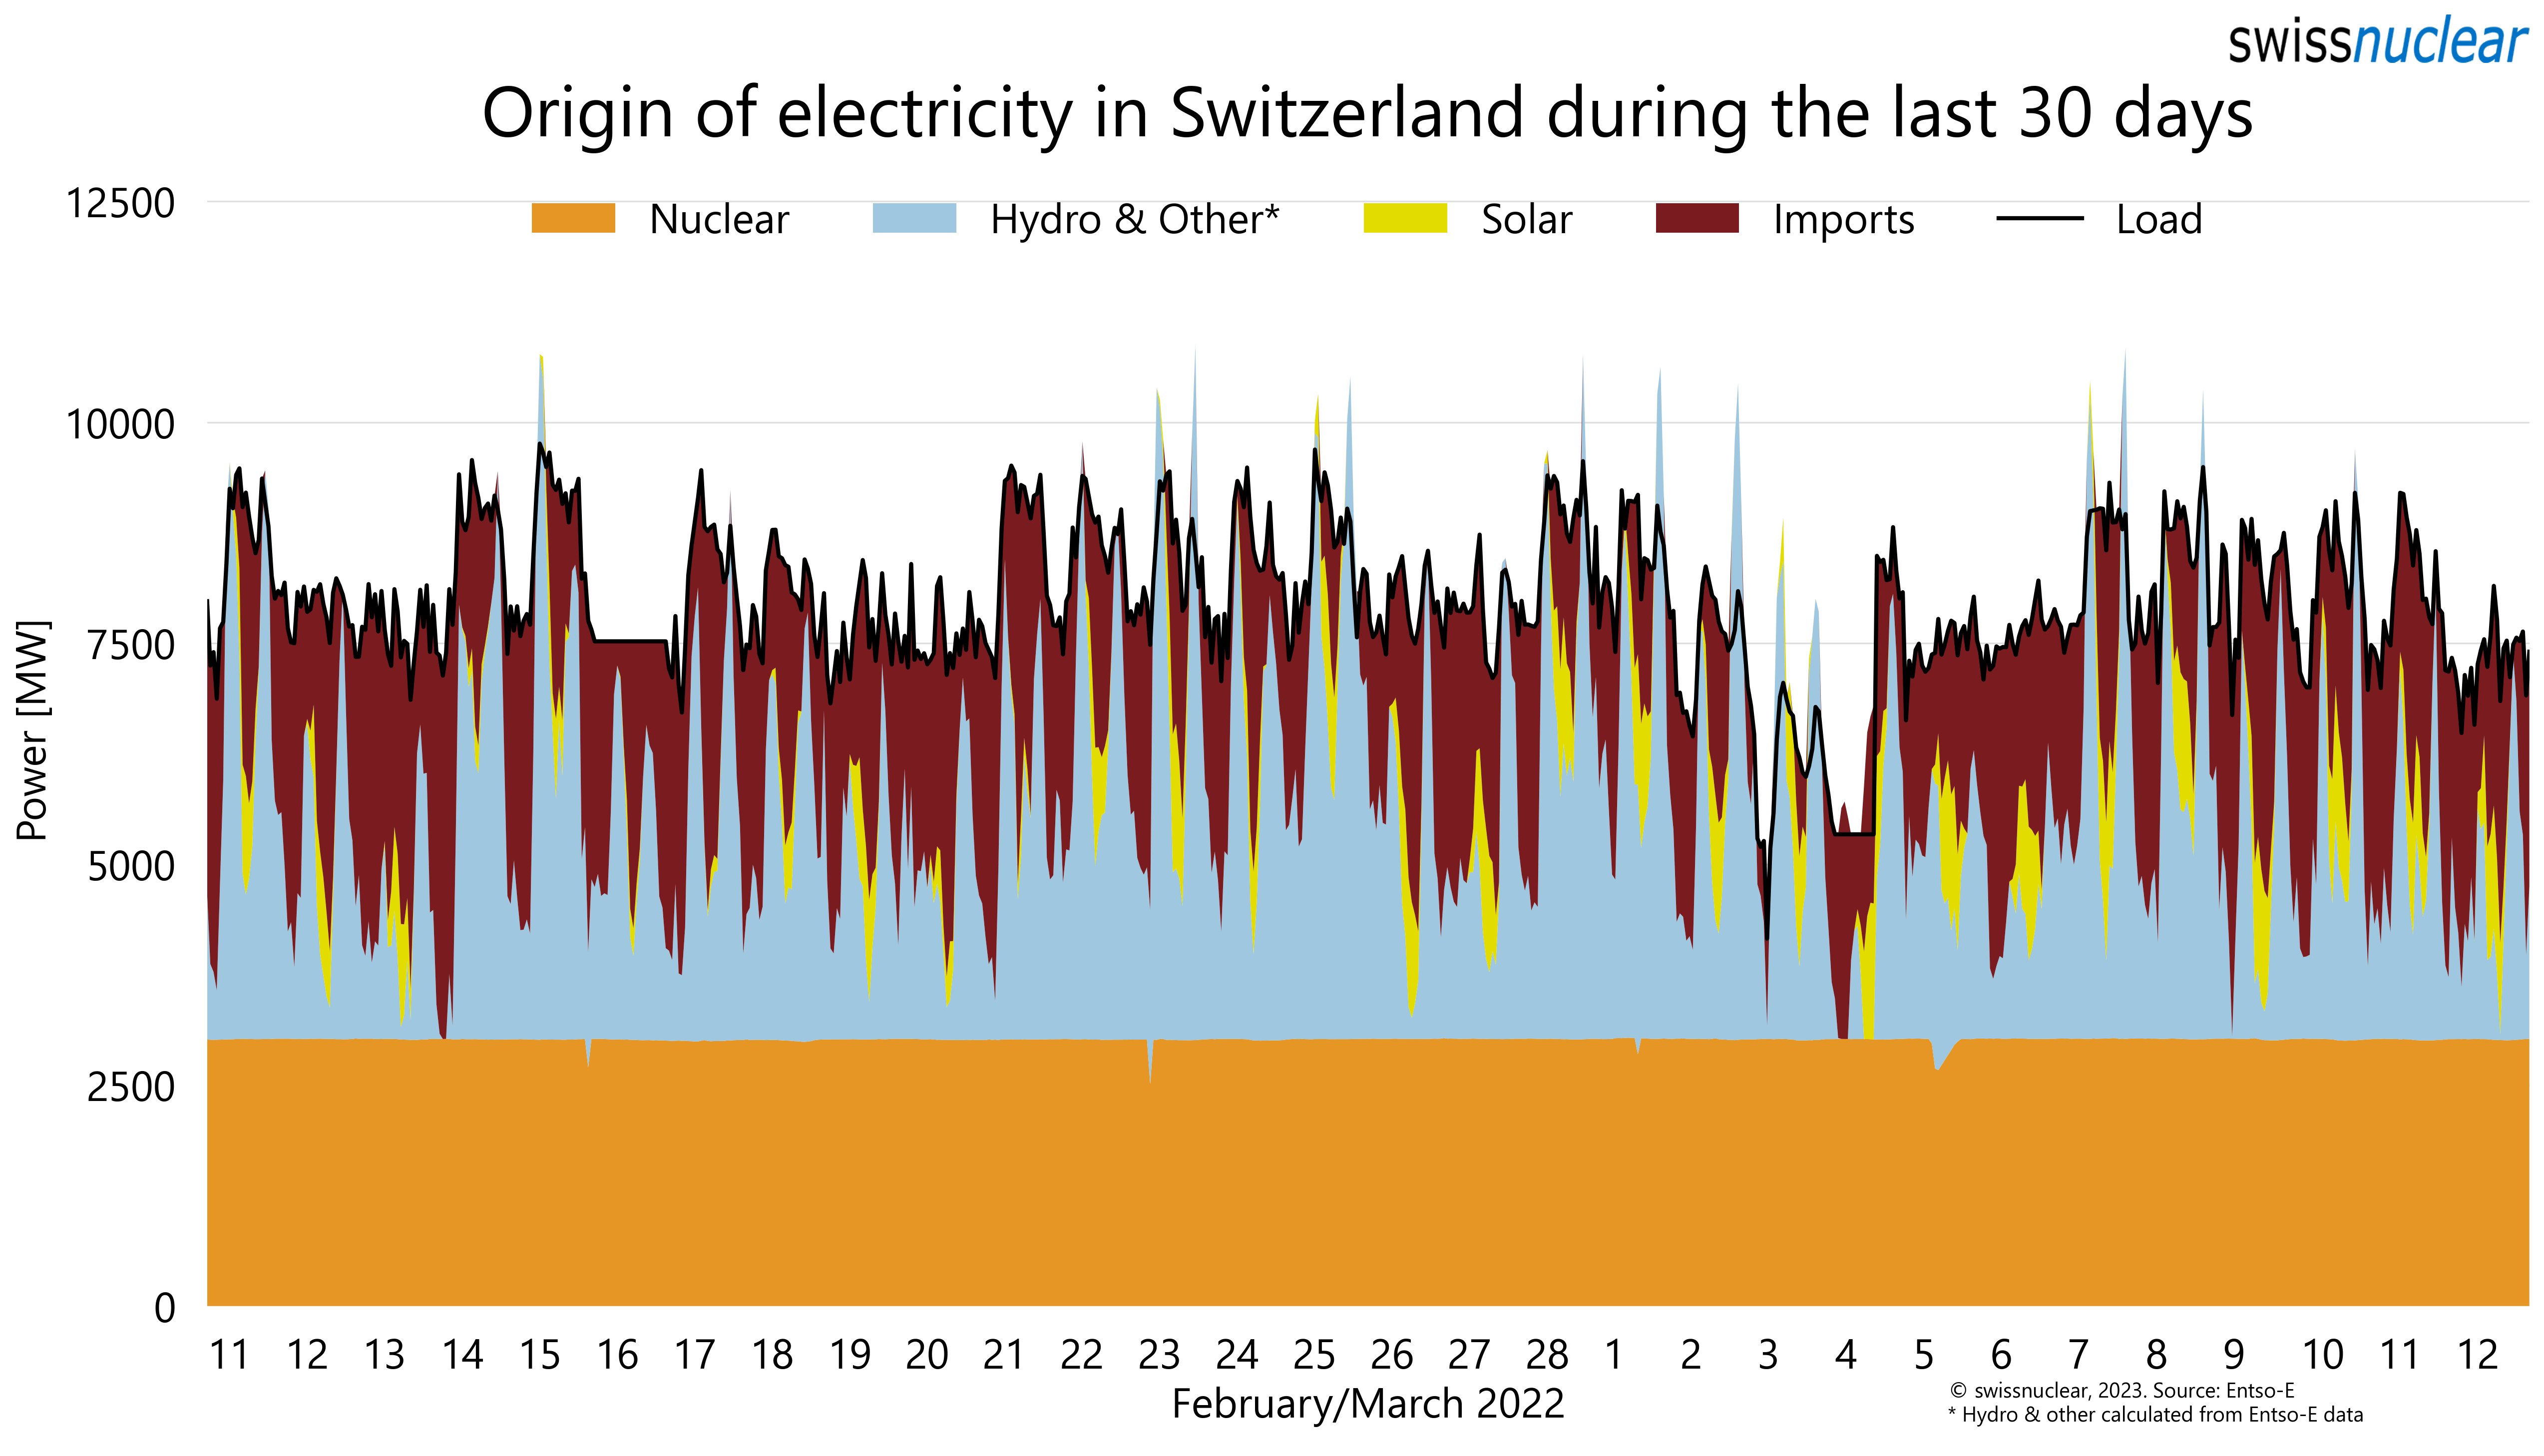 swissnuclear
Origin of electricity in Switzerland during the last 30 days
12500
Nuclear Hydro & Other* Solar Imports Load
10000
7500
5000
2500
0
Power [MW]
11 12 13 14 15 16 17 18 19 20 21 22 23 24 25 26 27 28 1 2 3 4 5 6 7 8 9 10 11 12
February/March 2022
© swissnuclear, 2023. Source: Entso-E
* Hydro & other calculated from Entso-E data